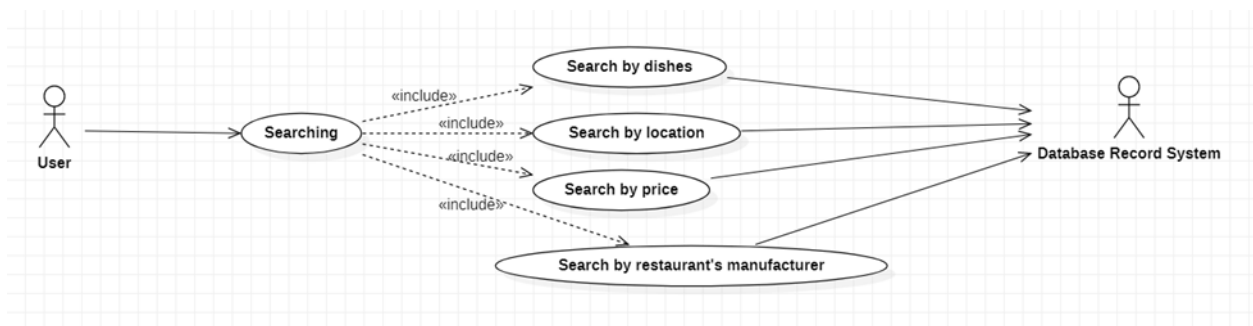 Search by dishes
«include»
Searching
«include»
Search by location
Database Record System
User
«include»
Search by price
«include»
Search by restaurant's manufacturer